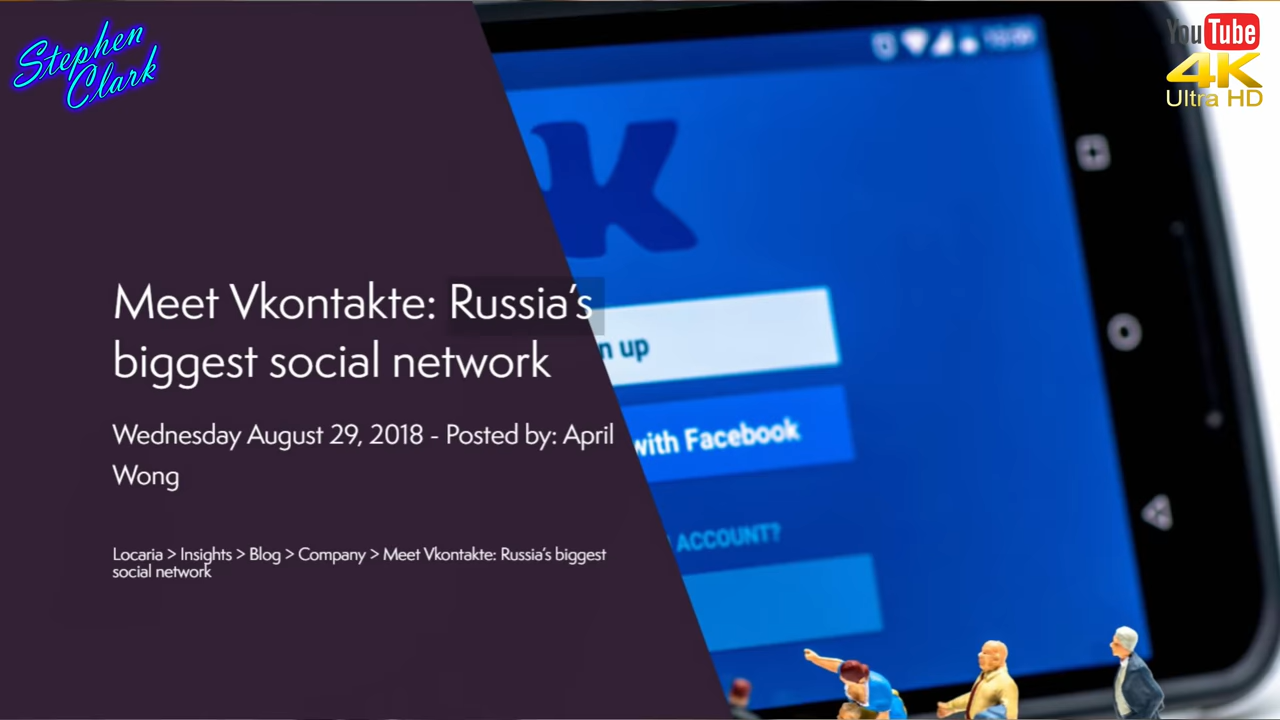 Stephen
Clark
YouTube
4K
Ultra HD
Meet Vkontakte: Russia's
biggest social network
Wednesday August 29, 2018 - Posted by: April
Wong
Locaria > Insights > Blog > Company > Meet Vkontakte: Russia's biggest
social network
K
n up
with Facebook
ACCOUNT?